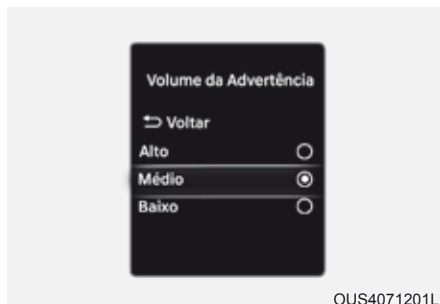 Volume da Advertência
Voltar
Alto
Médio
Baixo
OUS4071201L